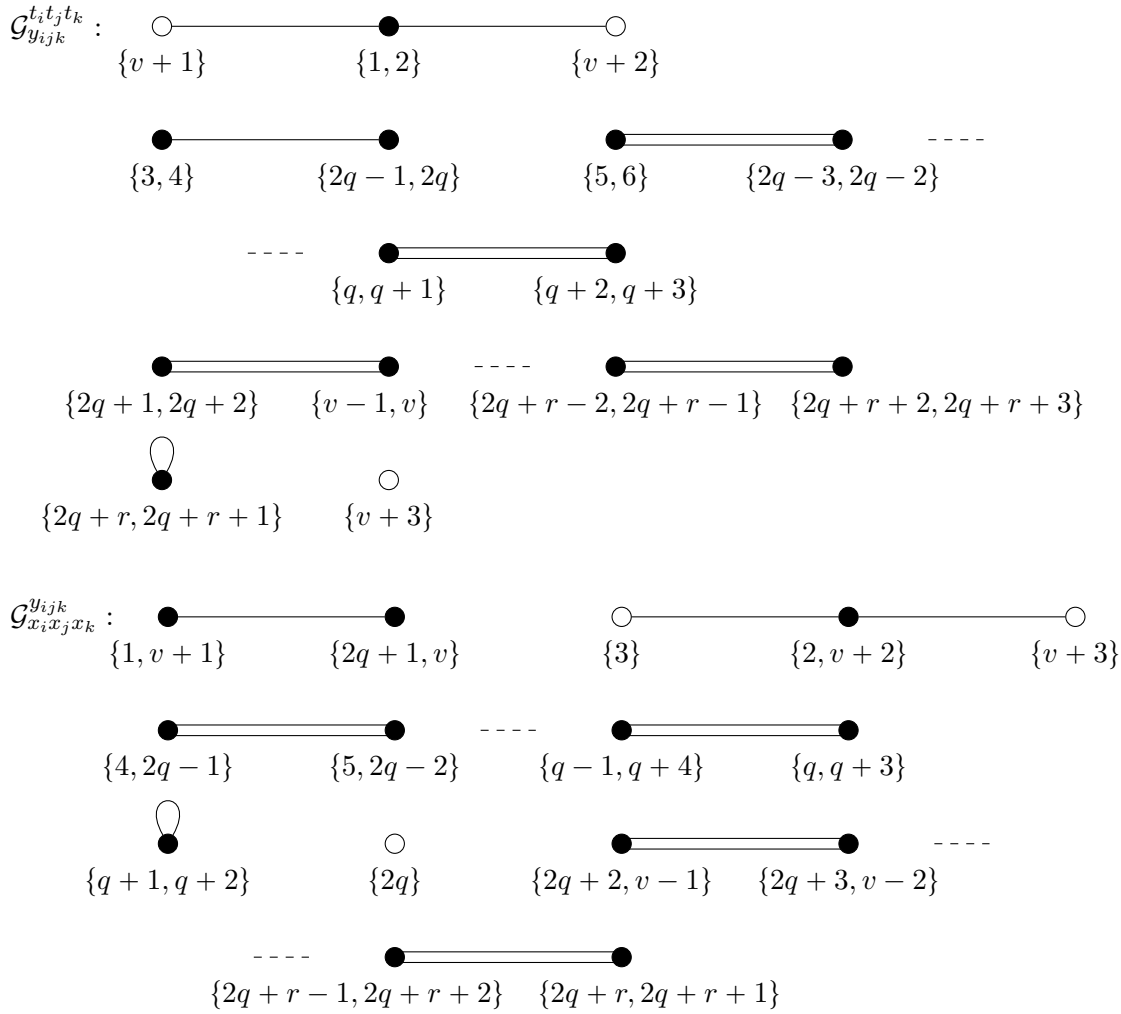 $\mathcal{G}_{y_{ijk}}^{t_i t_j t_k}$ :
{v + 1} {1, 2} {v + 2}
{3, 4} {2q − 1, 2q} {5, 6} {2q − 3, 2q − 2}
{q, q + 1} {q + 2, q + 3}
{2q + 1, 2q + 2} {v − 1, v} {2q + r − 2, 2q + r − 1} {2q + r + 2, 2q + r + 3}
{2q + r, 2q + r + 1} {v + 3}
$\mathcal{G}_{x_i x_j x_k}^{y_{ijk}}$ :
{1, v + 1} {2q + 1, v} {3} {2, v + 2} {v + 3}
{4, 2q − 1} {5, 2q − 2} {q − 1, q + 4} {q, q + 3}
{q + 1, q + 2} {2q} {2q + 2, v − 1} {2q + 3, v − 2}
{2q + r − 1, 2q + r + 2} {2q + r, 2q + r + 1}